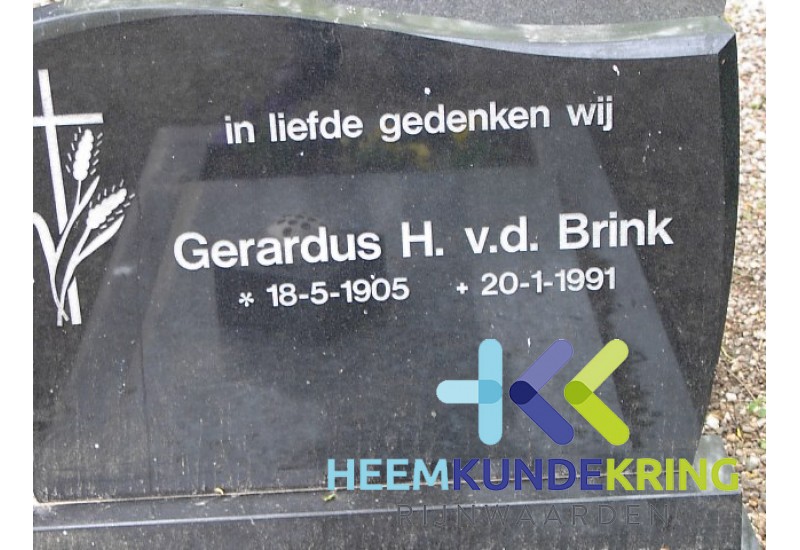 in liefde gedenken wij
Gerardus H. v.d. Brink
* 18-5-1905 + 20-1-1991
HEEMKUNDEKRING
RIJNWAARDEN